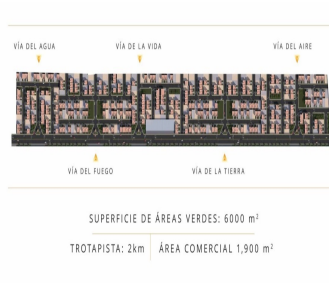 VÍA DEL AGUA VÍA DE LA VIDA VÍA DEL AIRE
VÍA DEL FUEGO VÍA DE LA TIERRA
SUPERFICIE DE ÁREAS VERDES: 6000 m²
TROTAPISTA: 2km ÁREA COMERCIAL 1,900 m²